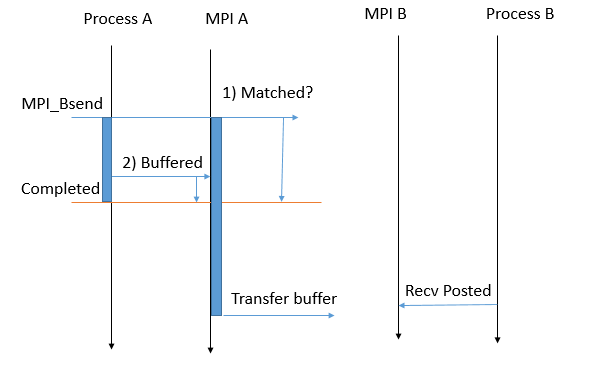 Process A
MPI A
MPI B
Process B
1) Matched?
MPI_Bsend
2) Buffered
Completed
Recv Posted
Transfer buffer